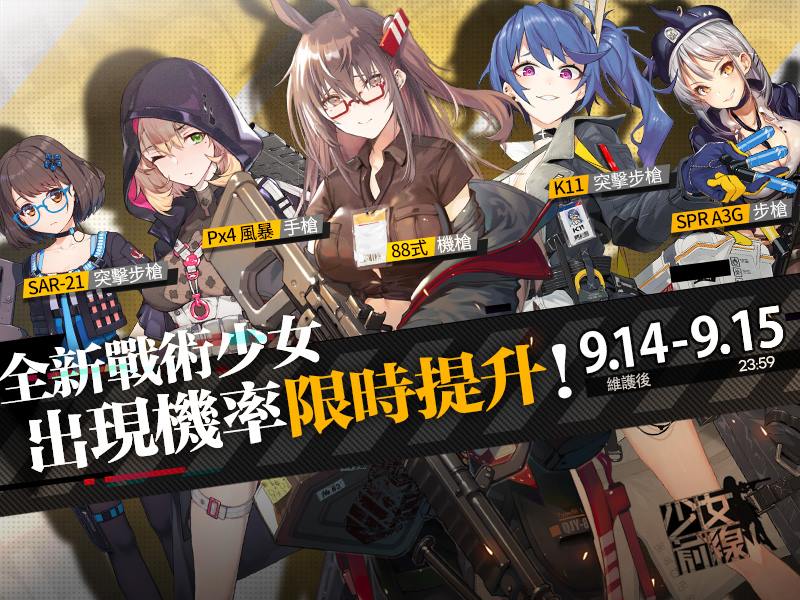 SAR-21 突擊步槍
Px4 風暴 手槍
88式 機槍
K11 突擊步槍
SPR A3G 步槍
K11
全新戰術少女
出現機率限時提升！
9.14-9.15
維護後
23:59
少女
前線